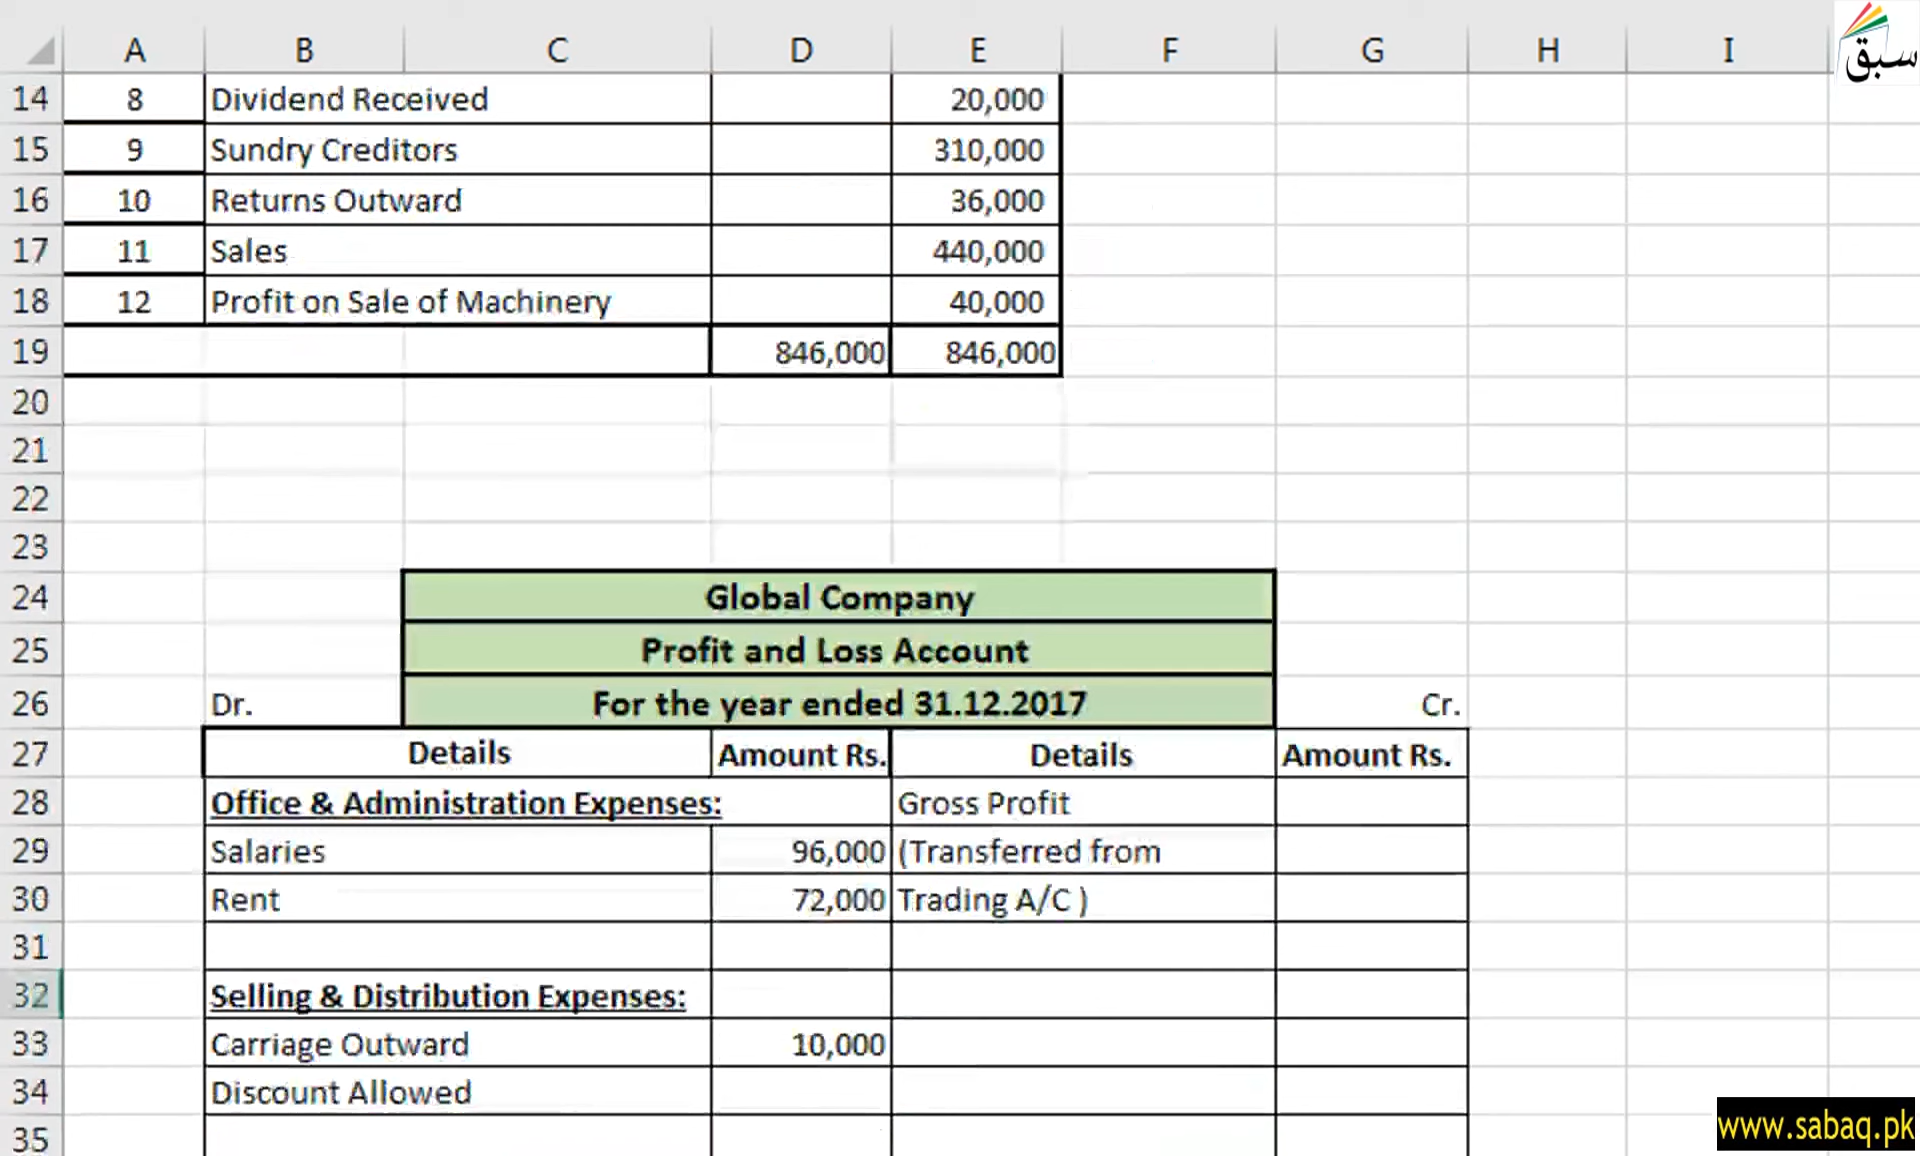 سبق
A B C D E F G H I
14 8 Dividend Received 20,000
15 9 Sundry Creditors 310,000
16 10 Returns Outward 36,000
17 11 Sales 440,000
18 12 Profit on Sale of Machinery 40,000
19 846,000 846,000
20
21
22
23
24 Global Company
25 Profit and Loss Account
26 Dr. For the year ended 31.12.2017 Cr.
27 Details Amount Rs. Details Amount Rs.
28 Office & Administration Expenses: Gross Profit
29 Salaries 96,000 (Transferred from
30 Rent 72,000 Trading A/C )
31
32 Selling & Distribution Expenses:
33 Carriage Outward 10,000
34 Discount Allowed
35
www.sabaq.pk